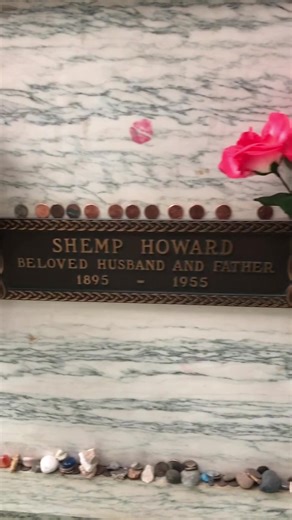 SHEMP HOWARD
BELOVED HUSBAND AND FATHER
1895 - 1955